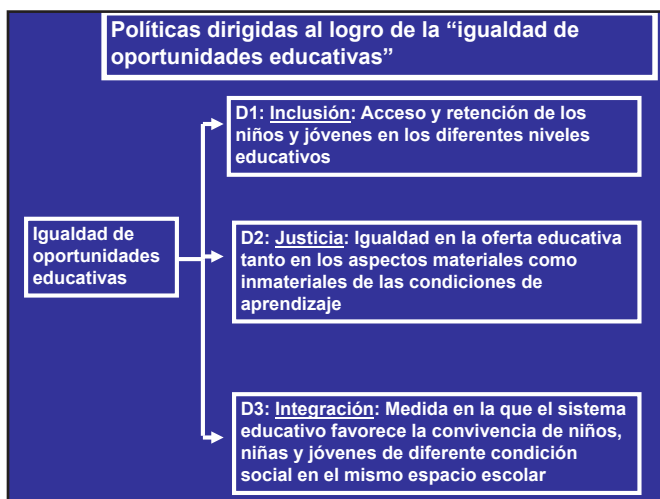 Políticas dirigidas al logro de la “igualdad de
oportunidades educativas”
D1: Inclusión: Acceso y retención de los
niños y jóvenes en los diferentes niveles
educativos
Igualdad de
oportunidades
educativas
D2: Justicia: Igualdad en la oferta educativa
tanto en los aspectos materiales como
inmateriales de las condiciones de
aprendizaje
D3: Integración: Medida en la que el sistema
educativo favorece la convivencia de niños,
niñas y jóvenes de diferente condición
social en el mismo espacio escolar